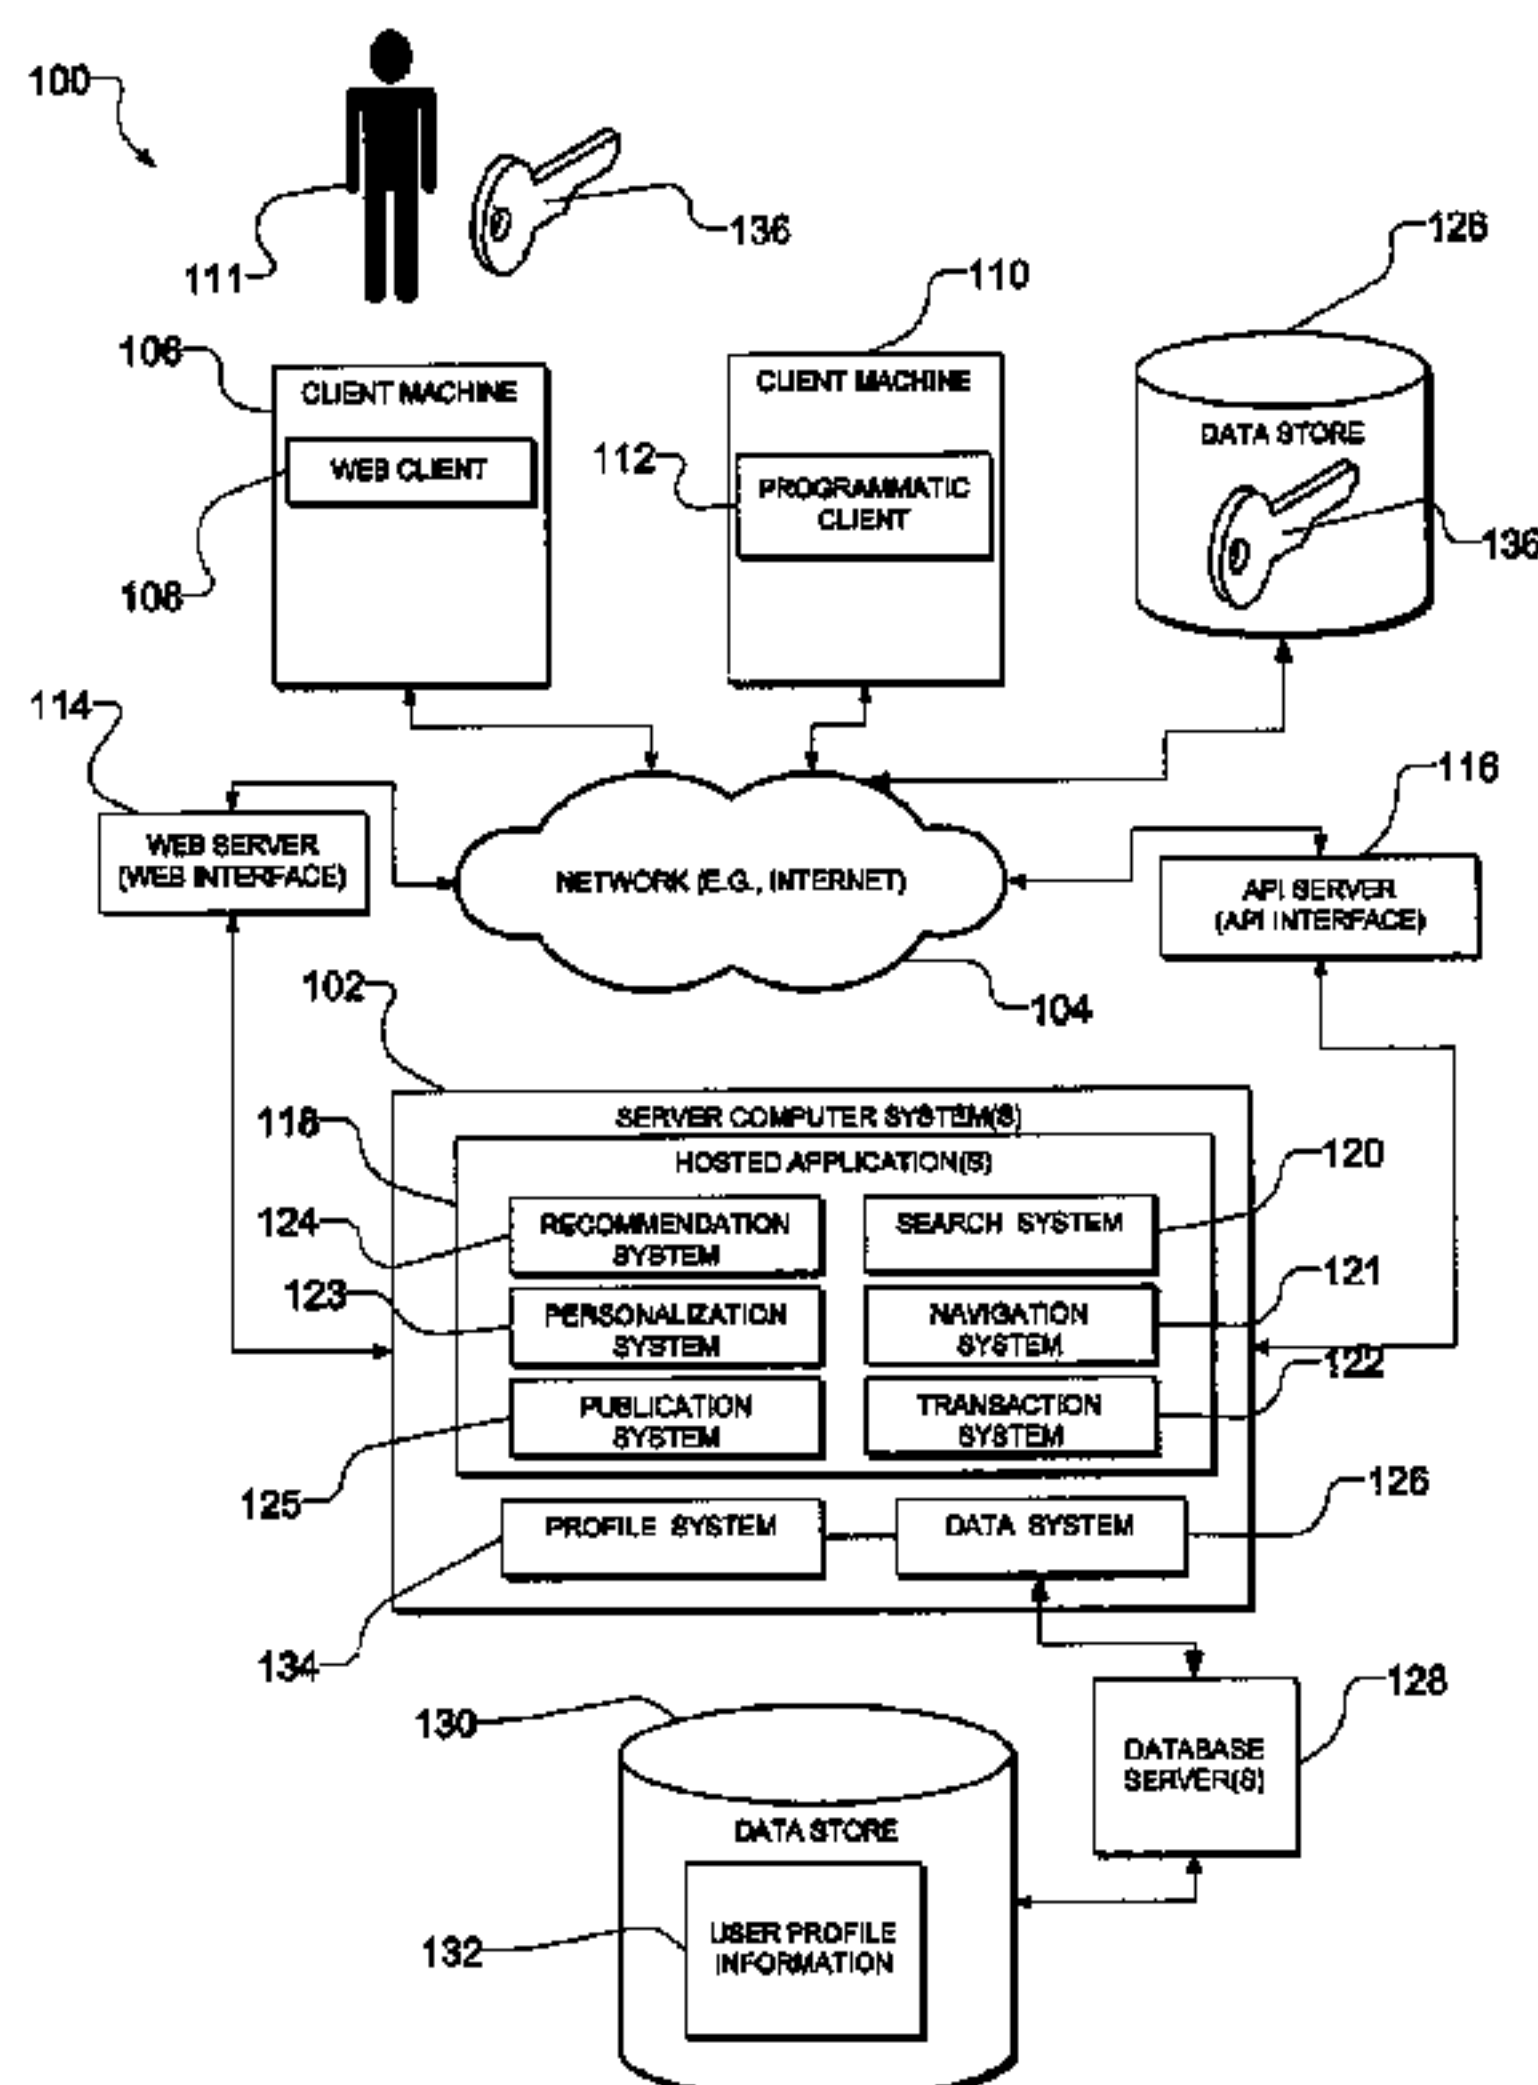 100
111
136
110
126
106
CLIENT MACHINE
WEB CLIENT
108
CLIENT MACHINE
112
PROGRAMMATIC
CLIENT
DATA STORE
136
114
WEB SERVER
(WEB INTERFACE)
NETWORK (E.G., INTERNET)
104
116
API SERVER
(API INTERFACE)
102
SERVER COMPUTER SYSTEM(S)
118
HOSTED APPLICATION(S)
120
124
RECOMMENDATION
SYSTEM
SEARCH SYSTEM
123
PERSONALIZATION
SYSTEM
NAVIGATION
SYSTEM
121
122
125
PUBLICATION
SYSTEM
TRANSACTION
SYSTEM
126
PROFILE SYSTEM
DATA SYSTEM
134
128
DATABASE
SERVER(S)
130
DATA STORE
132
USER PROFILE
INFORMATION